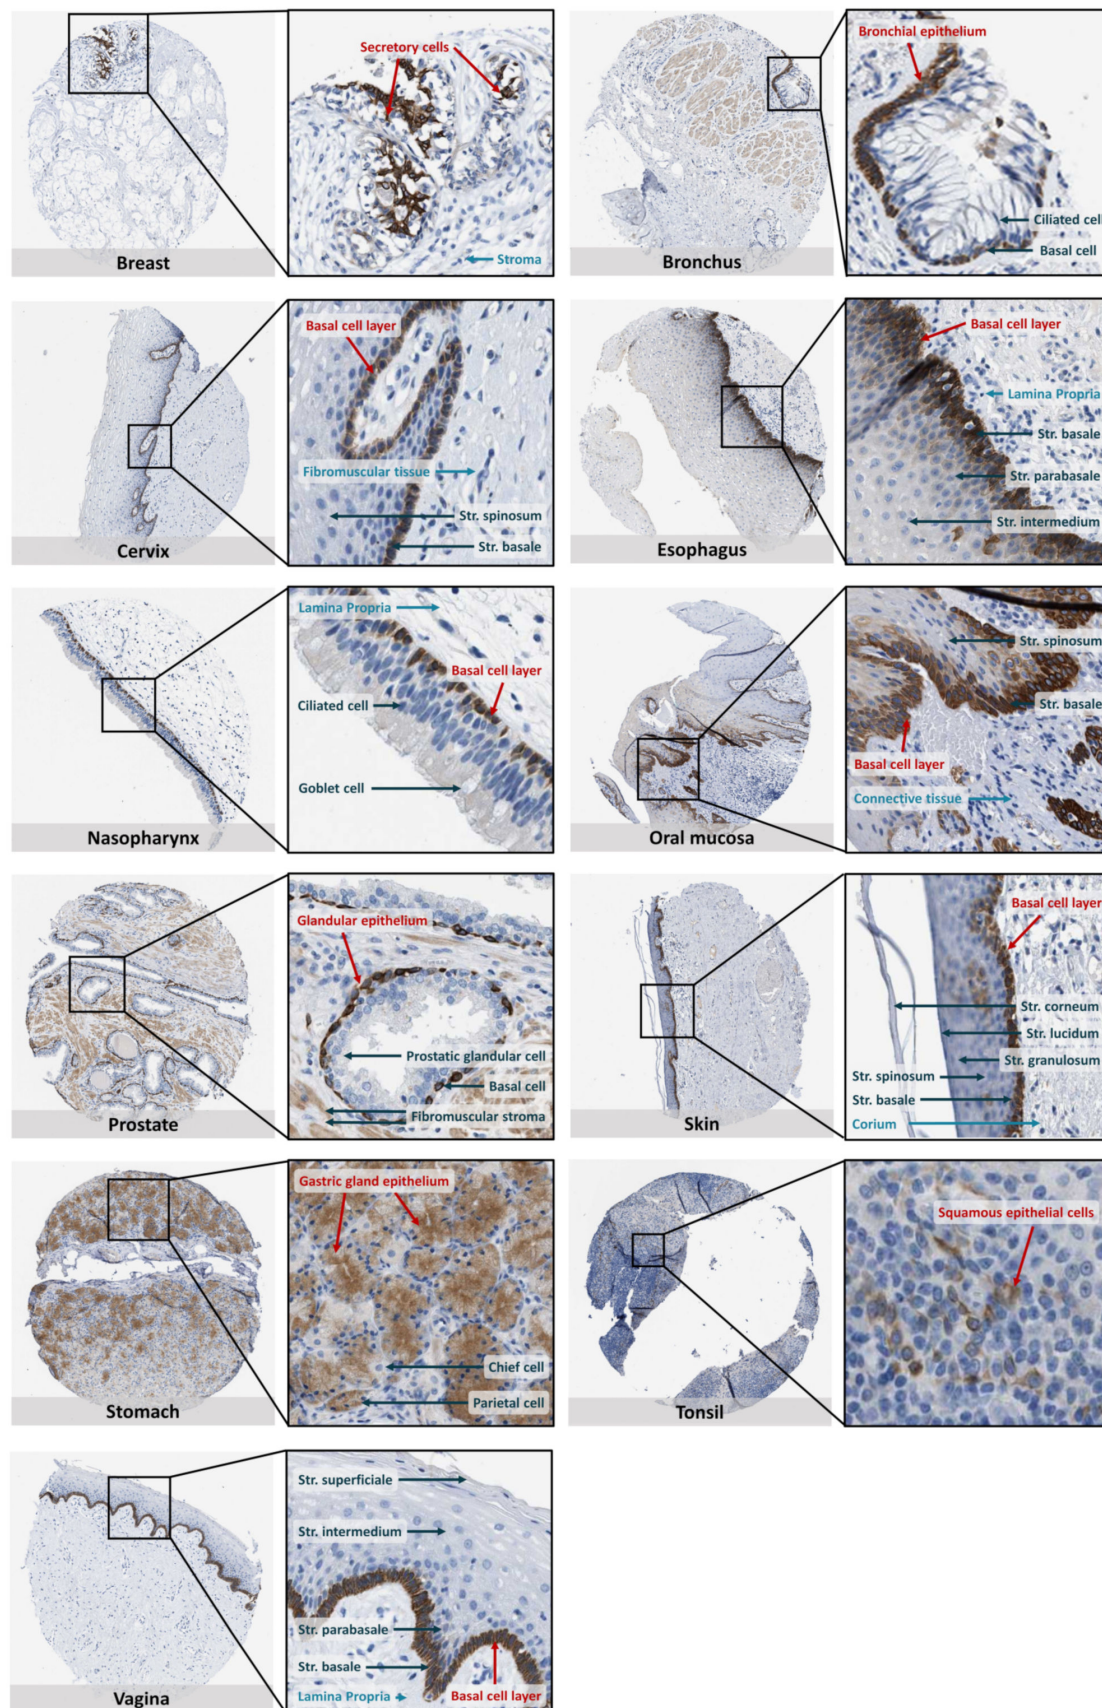 Secretory cells
Stroma
Breast
Bronchial epithelium
Ciliated cell
Basal cell
Bronchus
Basal cell layer
Fibromuscular tissue
Str. spinosum
Str. basale
Cervix
Basal cell layer
Lamina Propria
Str. basale
Str. parabasale
Str. intermedium
Esophagus
Lamina Propria
Basal cell layer
Ciliated cell
Goblet cell
Nasopharynx
Str. spinosum
Str. basale
Basal cell layer
Connective tissue
Oral mucosa
Glandular epithelium
Prostatic glandular cell
Basal cell
Fibromuscular stroma
Prostate
Basal cell layer
Str. corneum
Str. lucidum
Str. granulosum
Str. spinosum
Str. basale
Corium
Skin
Gastric gland epithelium
Chief cell
Parietal cell
Stomach
Squamous epithelial cells
Tonsil
Str. superficiale
Str. intermedium
Str. parabasale
Str. basale
Lamina Propria
Basal cell layer
Vagina